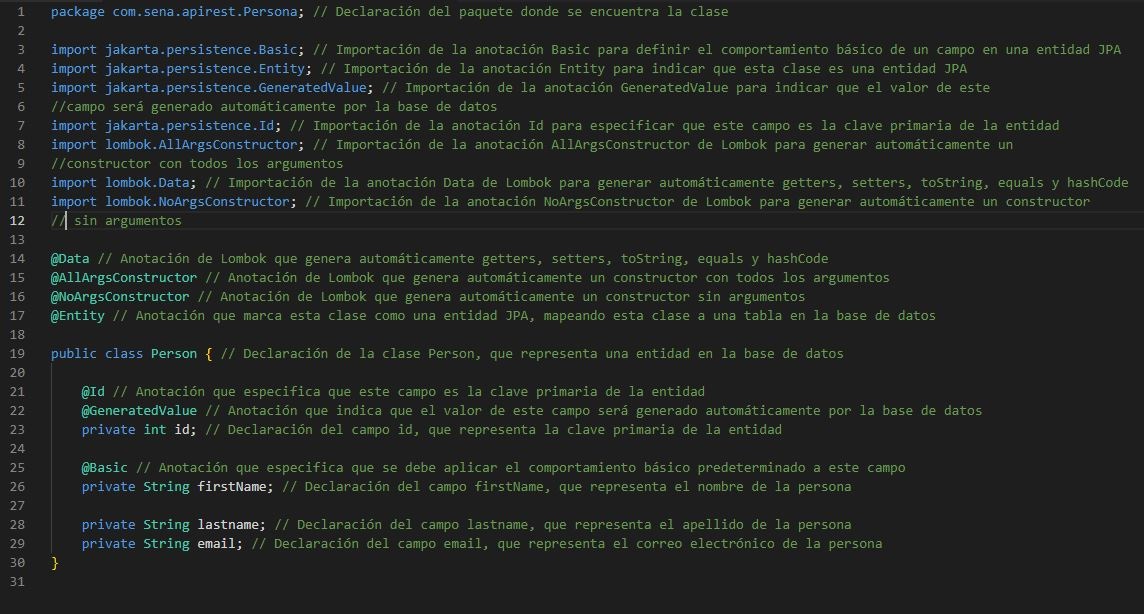 1 package com.sena.apirest.Persona; // Declaración del paquete donde se encuentra la clase
2
3 import jakarta.persistence.Basic; // Importación de la anotación Basic para definir el comportamiento básico de un campo en una entidad JPA
4 import jakarta.persistence.Entity; // Importación de la anotación Entity para indicar que esta clase es una entidad JPA
5 import jakarta.persistence.GeneratedValue; // Importación de la anotación GeneratedValue para indicar que el valor de este
6 //campo será generado automáticamente por la base de datos
7 import jakarta.persistence.Id; // Importación de la anotación Id para especificar que este campo es la clave primaria de la entidad
8 import lombok.AllArgsConstructor; // Importación de la anotación AllArgsConstructor de Lombok para generar automáticamente un
9 //constructor con todos los argumentos
10 import lombok.Data; // Importación de la anotación Data de Lombok para generar automáticamente getters, setters, toString, equals y hashCode
11 import lombok.NoArgsConstructor; // Importación de la anotación NoArgsConstructor de Lombok para generar automáticamente un constructor
12 // sin argumentos
13
14 @Data // Anotación de Lombok que genera automáticamente getters, setters, toString, equals y hashCode
15 @AllArgsConstructor // Anotación de Lombok que genera automáticamente un constructor con todos los argumentos
16 @NoArgsConstructor // Anotación de Lombok que genera automáticamente un constructor sin argumentos
17 @Entity // Anotación que marca esta clase como una entidad JPA, mapeando esta clase a una tabla en la base de datos
18
19 public class Person { // Declaración de la clase Person, que representa una entidad en la base de datos
20
21 @Id // Anotación que especifica que este campo es la clave primaria de la entidad
22 @GeneratedValue // Anotación que indica que el valor de este campo será generado automáticamente por la base de datos
23 private int id; // Declaración del campo id, que representa la clave primaria de la entidad
24
25 @Basic // Anotación que especifica que se debe aplicar el comportamiento básico predeterminado a este campo
26 private String firstName; // Declaración del campo firstName, que representa el nombre de la persona
27
28 private String lastname; // Declaración del campo lastname, que representa el apellido de la persona
29 private String email; // Declaración del campo email, que representa el correo electrónico de la persona
30 }
31